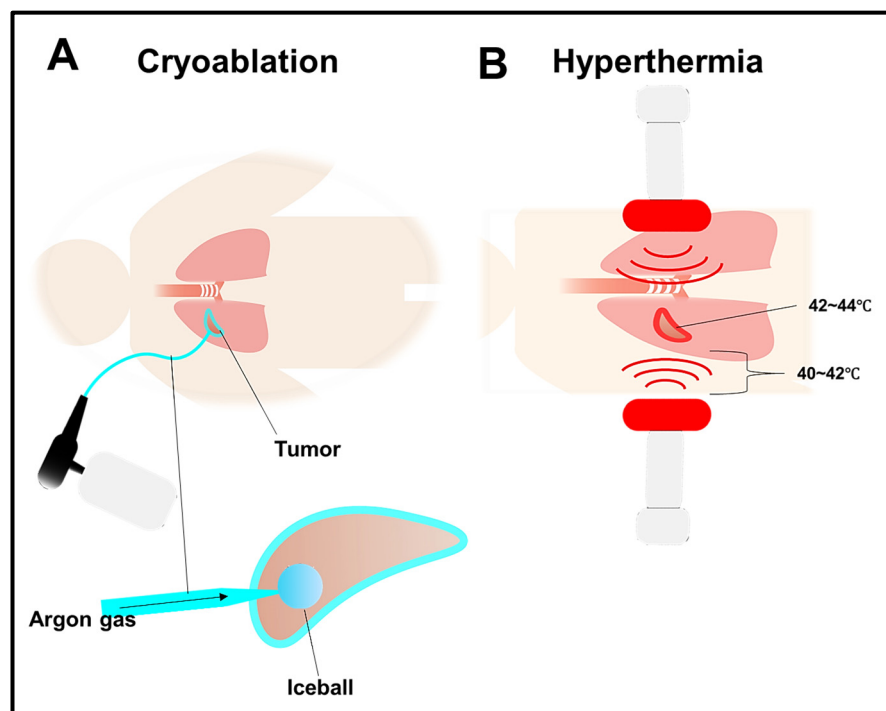 A
Cryoablation
B
Hyperthermia
42~44℃
40~42℃
Tumor
Argon gas
Iceball